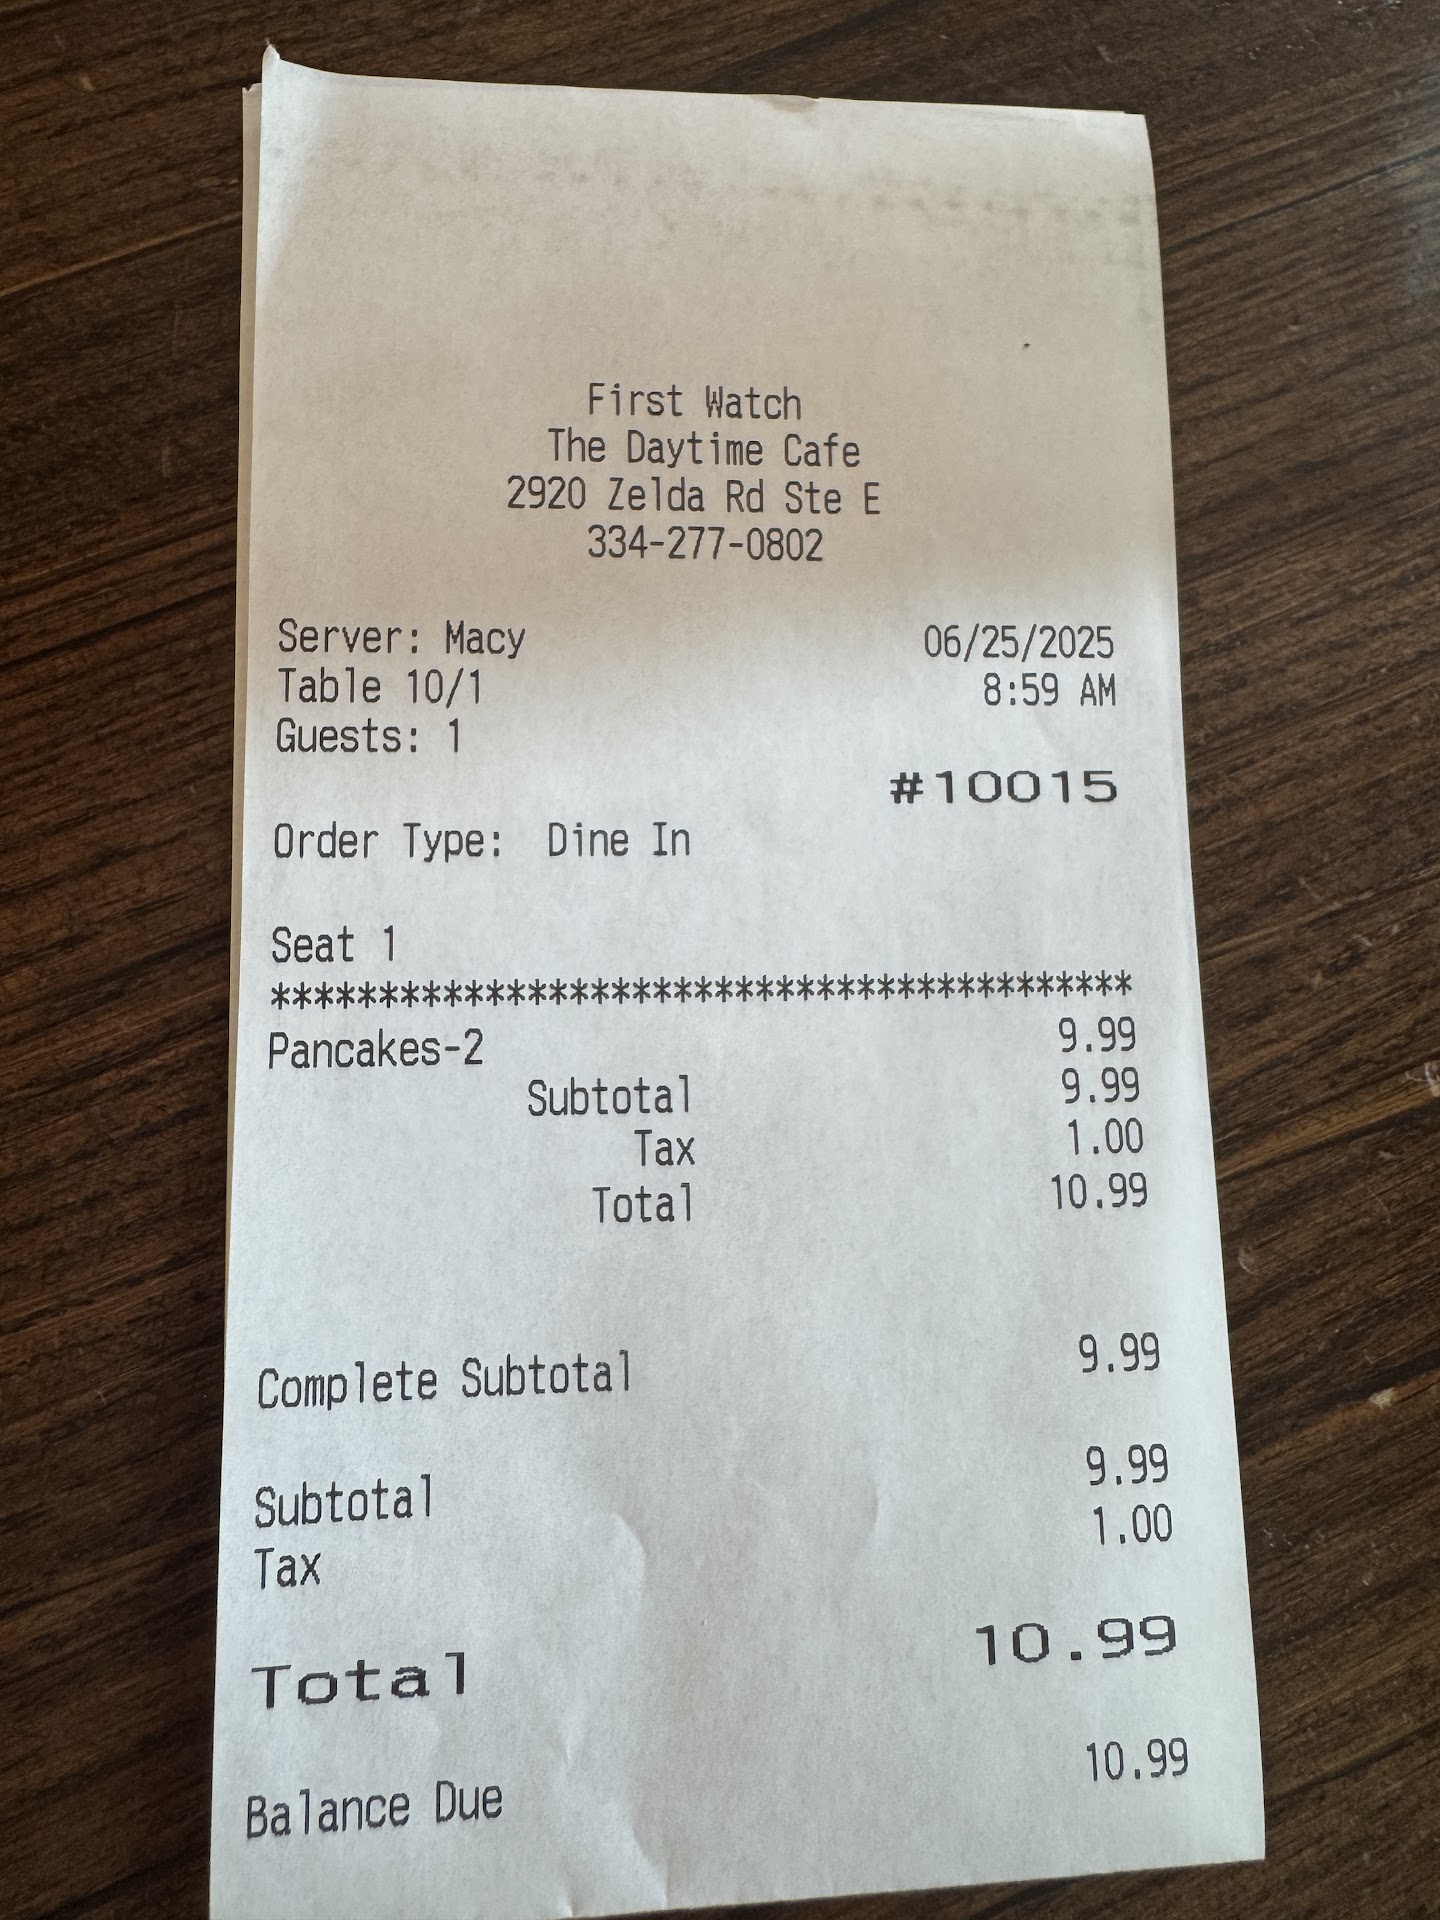 First Watch
The Daytime Cafe
2920 Zelda Rd Ste E
334-277-0802
Server: Macy 06/25/2025
Table 10/1 8:59 AM
Guests: 1
#10015
Order Type: Dine In
Seat 1
******************************************
Pancakes-2 9.99
Subtotal 9.99
Tax 1.00
Total 10.99
Complete Subtotal 9.99
Subtotal 9.99
Tax 1.00
Total 10.99
Balance Due 10.99